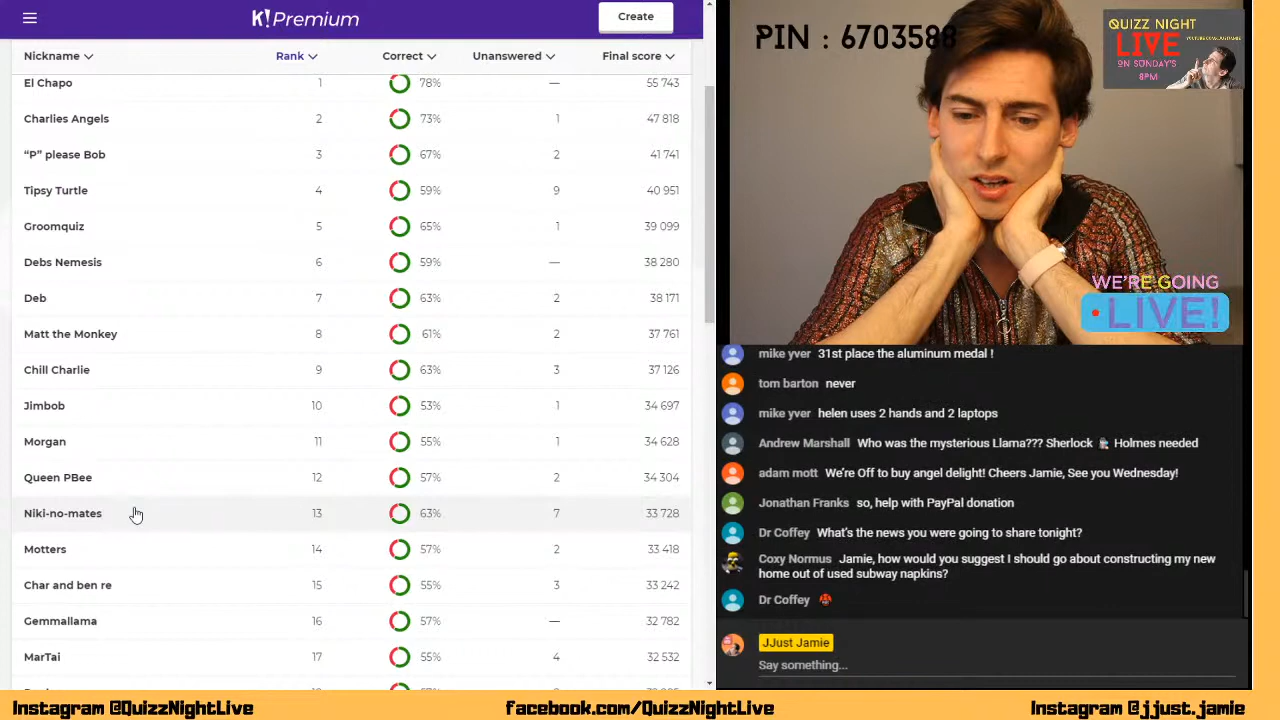 K! Premium
Create
Nickname Rank Correct Unanswered Final score
El Chapo 1 78% — 55 743
Charlies Angels 2 73% 1 47 818
“P” please Bob 3 67% 2 41 741
Tipsy Turtle 4 59% 9 40 951
Groomquiz 5 65% 1 39 099
Debs Nemesis 6 59% — 38 280
Deb 7 63% 2 38 171
Matt the Monkey 8 61% 2 37 761
Chill Charlie 9 63% 3 37 126
Jimbob 10 53% 1 34 697
Morgan 11 55% 1 34 628
Queen PBee 12 57% 2 34 304
Niki-no-mates 13 63% 7 33 728
Motters 14 57% 2 33 418
Char and ben re 15 55% 3 33 242
Gemmallama 16 57% — 32 782
MarTai 17 55% 4 32 532
PIN : 6703588
QUIZZ NIGHT
LIVE
ON SUNDAY'S
8PM
WE'RE GOING
LIVE!
mike yver 31st place the aluminum medal !
tom barton never
mike yver helen uses 2 hands and 2 laptops
Andrew Marshall Who was the mysterious Llama??? Sherlock Holmes needed
adam mott We're Off to buy angel delight! Cheers Jamie, See you Wednesday!
Jonathan Franks so, help with PayPal donation
Dr Coffey What's the news you were going to share tonight?
Coxy Normus Jamie, how would you suggest I should go about constructing my new
home out of used subway napkins?
Dr Coffey
JJust Jamie
Say something...
Instagram @QuizzNightLive
facebook.com/QuizzNightLive
Instagram @jjust.jamie